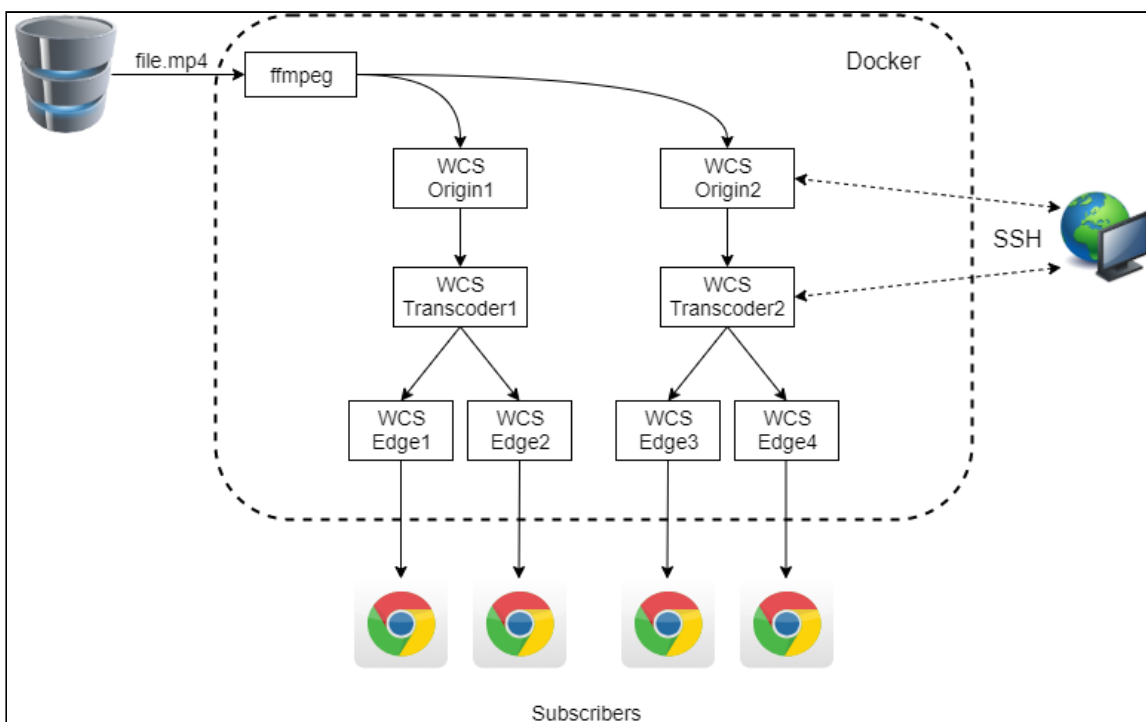 file.mp4
ffmpeg
Docker
WCS
Origin1
WCS
Origin2
SSH
WCS
Transcoder1
WCS
Transcoder2
WCS
Edge1
WCS
Edge2
WCS
Edge3
WCS
Edge4
Subscribers